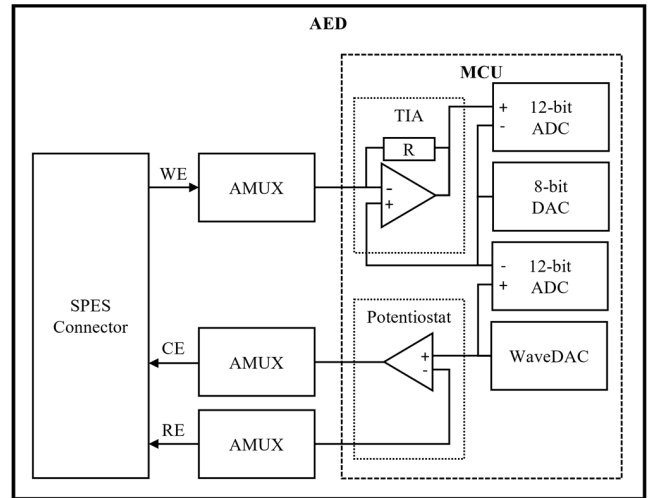 AED
MCU
TIA
R
-
+
+
-
12-bit
ADC
8-bit
DAC
-
+
12-bit
ADC
WE
AMUX
SPES
Connector
Potentiostat
+
-
WaveDAC
CE
AMUX
RE
AMUX